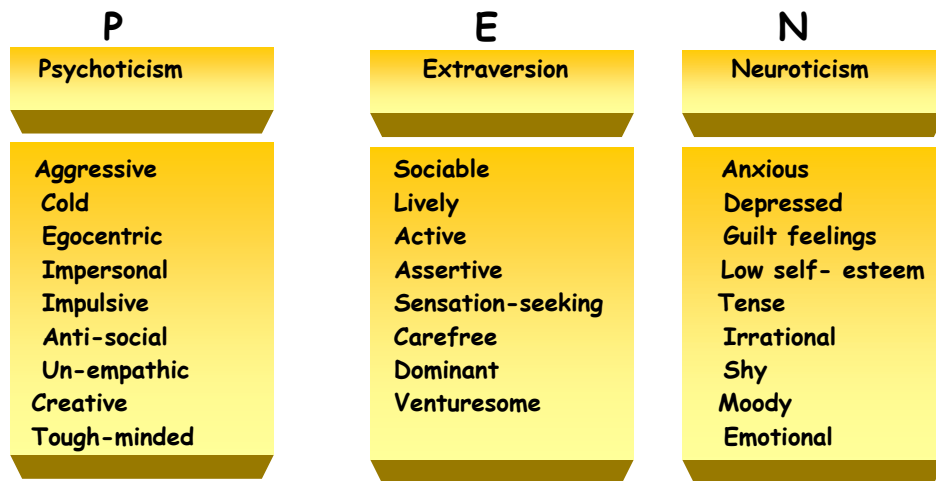 P
Psychoticism
Aggressive
Cold
Egocentric
Impersonal
Impulsive
Anti-social
Un-empathic
Creative
Tough-minded
E
Extraversion
Sociable
Lively
Active
Assertive
Sensation-seeking
Carefree
Dominant
Venturesome
N
Neuroticism
Anxious
Depressed
Guilt feelings
Low self- esteem
Tense
Irrational
Shy
Moody
Emotional